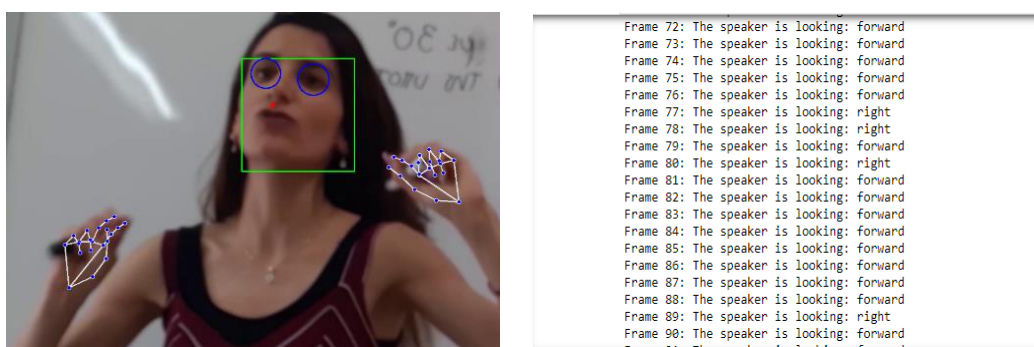 30°
Frame 72: The speaker is looking: forward
Frame 73: The speaker is looking: forward
Frame 74: The speaker is looking: forward
Frame 75: The speaker is looking: forward
Frame 76: The speaker is looking: forward
Frame 77: The speaker is looking: right
Frame 78: The speaker is looking: right
Frame 79: The speaker is looking: forward
Frame 80: The speaker is looking: right
Frame 81: The speaker is looking: forward
Frame 82: The speaker is looking: forward
Frame 83: The speaker is looking: forward
Frame 84: The speaker is looking: forward
Frame 85: The speaker is looking: forward
Frame 86: The speaker is looking: forward
Frame 87: The speaker is looking: forward
Frame 88: The speaker is looking: forward
Frame 89: The speaker is looking: right
Frame 90: The speaker is looking: forward